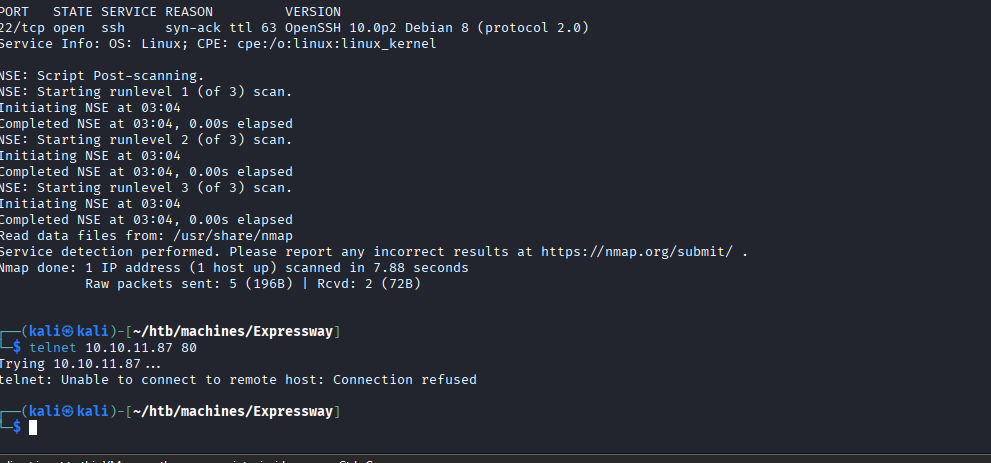 PORT   STATE SERVICE REASON         VERSION
22/tcp open  ssh     syn-ack ttl 63 OpenSSH 10.0p2 Debian 8 (protocol 2.0)
Service Info: OS: Linux; CPE: cpe:/o:linux:linux_kernel
NSE: Script Post-scanning.
NSE: Starting runlevel 1 (of 3) scan.
Initiating NSE at 03:04
Completed NSE at 03:04, 0.00s elapsed
NSE: Starting runlevel 2 (of 3) scan.
Initiating NSE at 03:04
Completed NSE at 03:04, 0.00s elapsed
NSE: Starting runlevel 3 (of 3) scan.
Initiating NSE at 03:04
Completed NSE at 03:04, 0.00s elapsed
Read data files from: /usr/share/nmap
Service detection performed. Please report any incorrect results at https://nmap.org/submit/ .
Nmap done: 1 IP address (1 host up) scanned in 7.88 seconds
           Raw packets sent: 5 (196B) | Rcvd: 2 (72B)
┌──(kali㉿kali)-[~/htb/machines/Expressway]
└─$ telnet 10.10.11.87 80
Trying 10.10.11.87...
telnet: Unable to connect to remote host: Connection refused
┌──(kali㉿kali)-[~/htb/machines/Expressway]
└─$